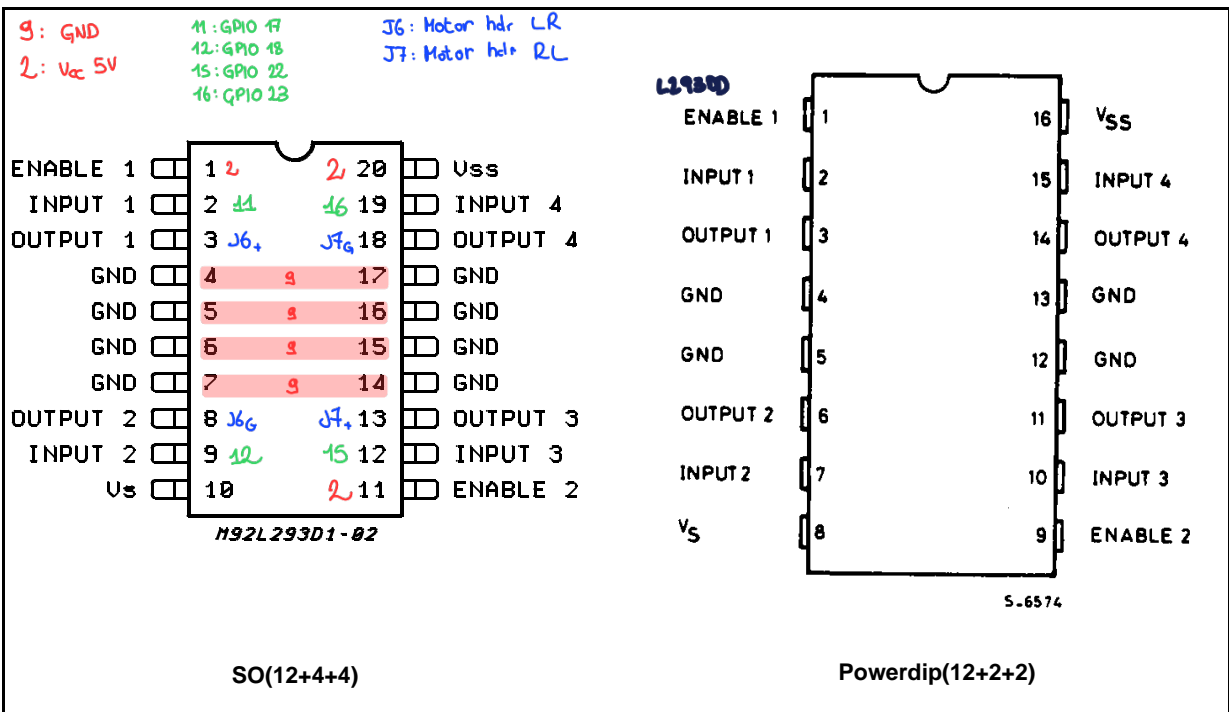 9: GND
2: Vcc 5V
11: GPIO 17
12: GPIO 18
15: GPIO 22
16: GPIO 23
J6: Motor hdr LR
J7: Motor hdr RL
ENABLE 1 1 2 2 20 Vss
INPUT 1 2 11 16 19 INPUT 4
OUTPUT 1 3 J6+ J7G 18 OUTPUT 4
GND 4 9 17 GND
GND 5 9 16 GND
GND 6 9 15 GND
GND 7 9 14 GND
OUTPUT 2 8 J6G J7+ 13 OUTPUT 3
INPUT 2 9 12 15 12 INPUT 3
Vs 10 2 11 ENABLE 2
M92L293D1-02
SO(12+4+4)
ENABLE 1 1 16 VSS
INPUT 1 2 15 INPUT 4
OUTPUT 1 3 14 OUTPUT 4
GND 4 13 GND
GND 5 12 GND
OUTPUT 2 6 11 OUTPUT 3
INPUT 2 7 10 INPUT 3
VS 8 9 ENABLE 2
S-6574
Powerdip(12+2+2)